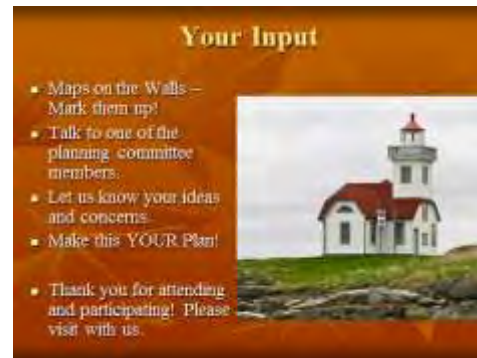 Your Input
Maps on the Walls –
Mark them up!
Talk to one of the
planning committee
members.
Let us know your ideas
and concerns.
Make this YOUR Plan!
Thank you for attending
and participating! Please
visit with us.